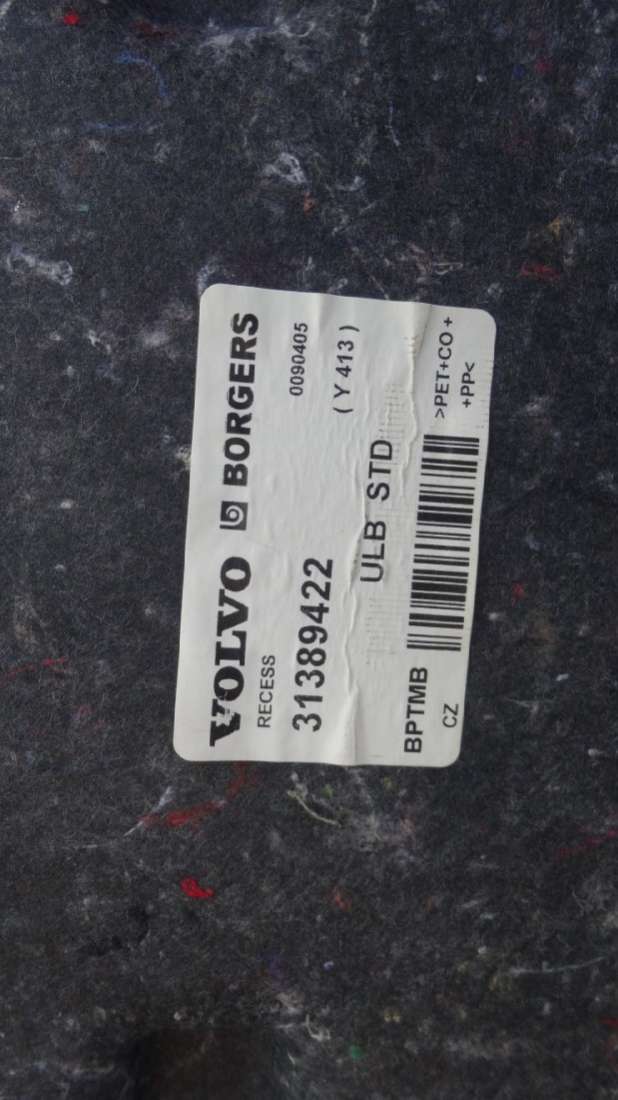 VOLVO BORGERS
RECESS
31389422 0090405
( Y 413 )
ULB STD
BPTMB >PET+CO+
CZ +PP<